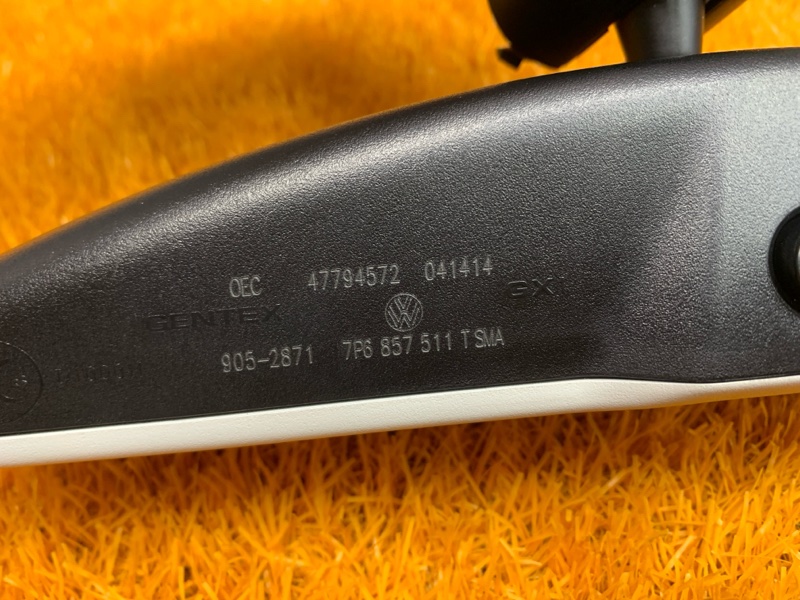 OEC 47794572 041414
GENTEX
905-2871 7P6 857 511 T SMA